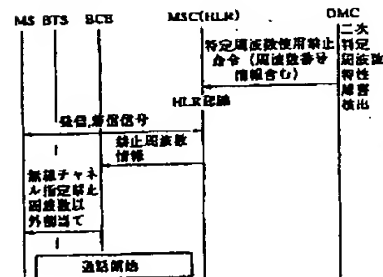 MS BTS BCE MSC(HLR) OMC
特定周波数使用禁止
命令（周波数番号
情報含む）
二次
判定
周波数
特性
障害
検出
HLR認識
発信,着信信号
禁止周波数
情報
無線チャネ
ル指定禁止
周波数以
外割当て
通話開始